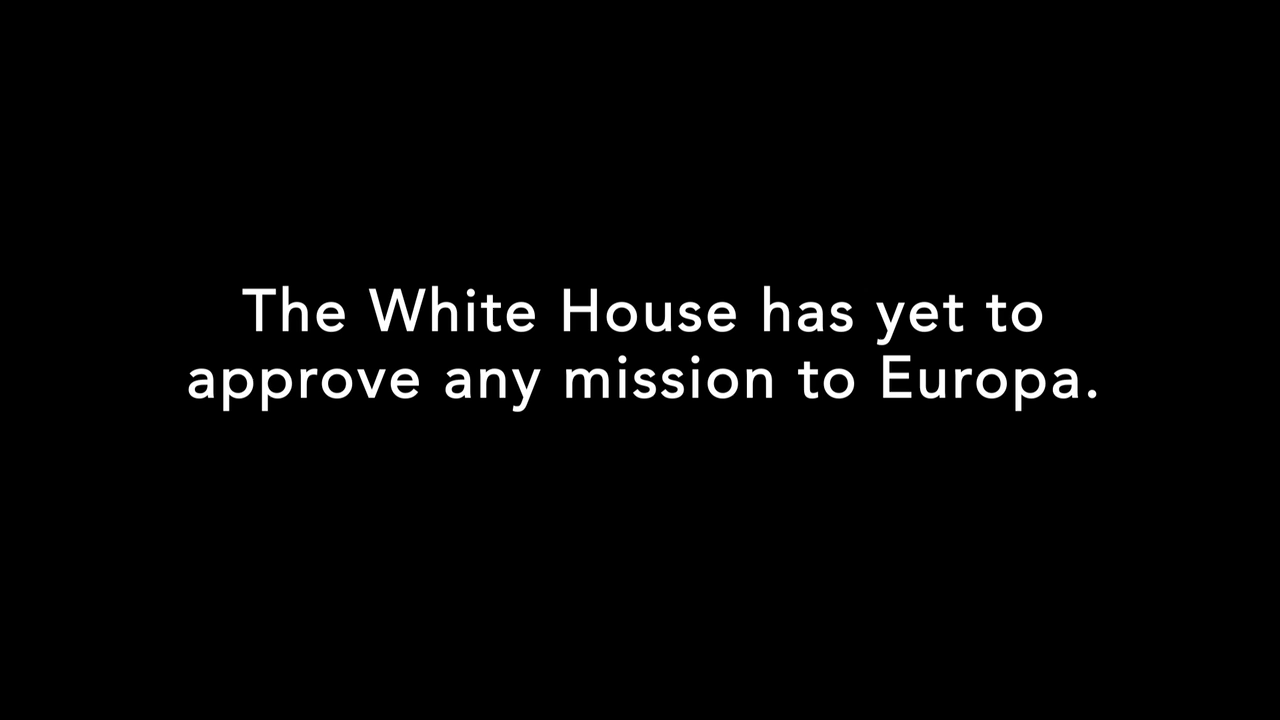 The White House has yet to
approve any mission to Europa.